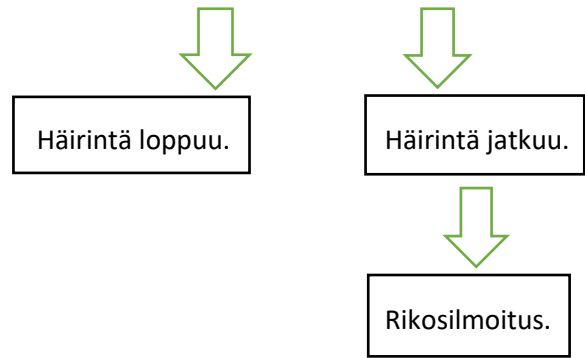 Häirintä loppuu.
Häirintä jatkuu.
Rikosilmoitus.